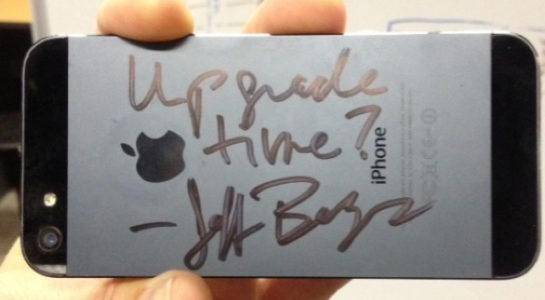 Upgrade
time?
— Jeff Bezos
iPhone